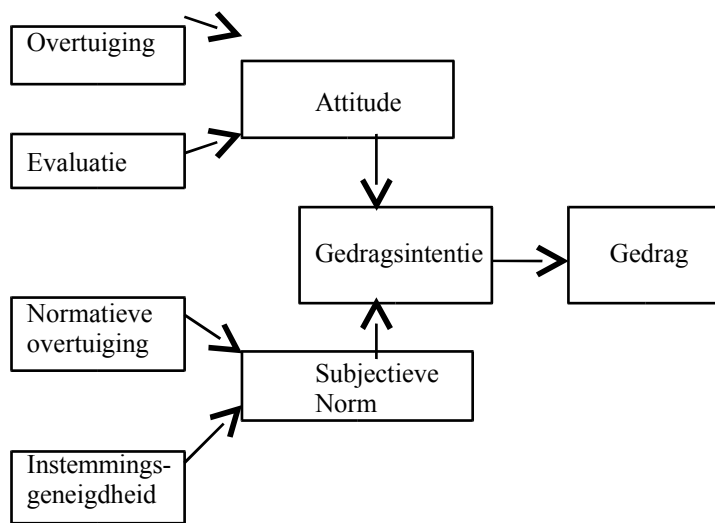 Overtuiging
Attitude
Evaluatie
Gedragsintentie
Gedrag
Normatieve
overtuiging
Subjectieve
Norm
Instemmings-
geneigdheid